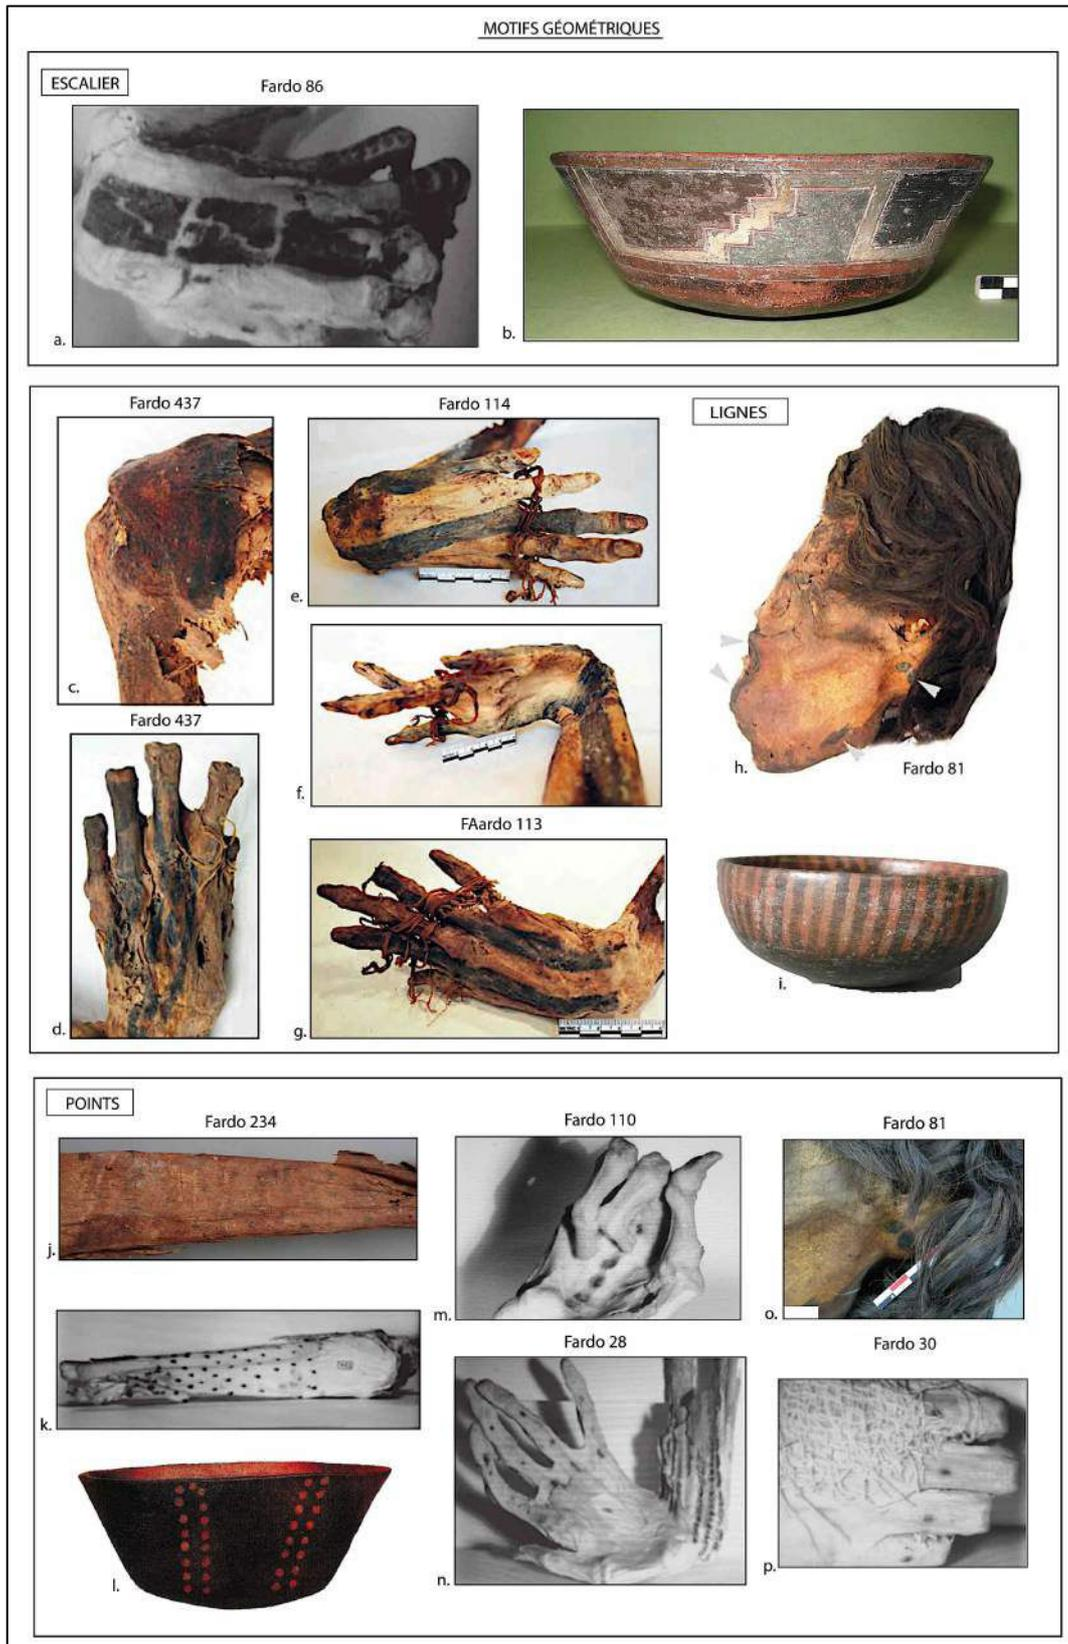 MOTIFS GÉOMÉTRIQUES
ESCALIER
Fardo 86
a.
b.
Fardo 437
Fardo 114
LIGNES
c.
e.
Fardo 437
f.
h.
Fardo 81
FAardo 113
d.
g.
i.
POINTS
Fardo 234
Fardo 110
Fardo 81
j.
m.
o.
Fardo 28
Fardo 30
k.
l.
n.
p.